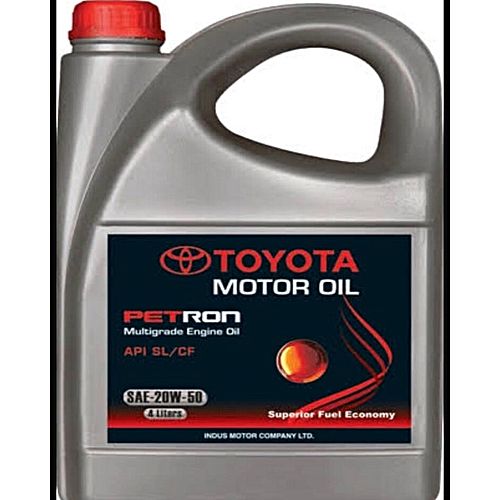 TOYOTA
MOTOR OIL
PETRON
Multigrade Engine Oil
API SL/CF
SAE-20W-50
4 Liters
Superior Fuel Economy
INDUS MOTOR COMPANY LTD.